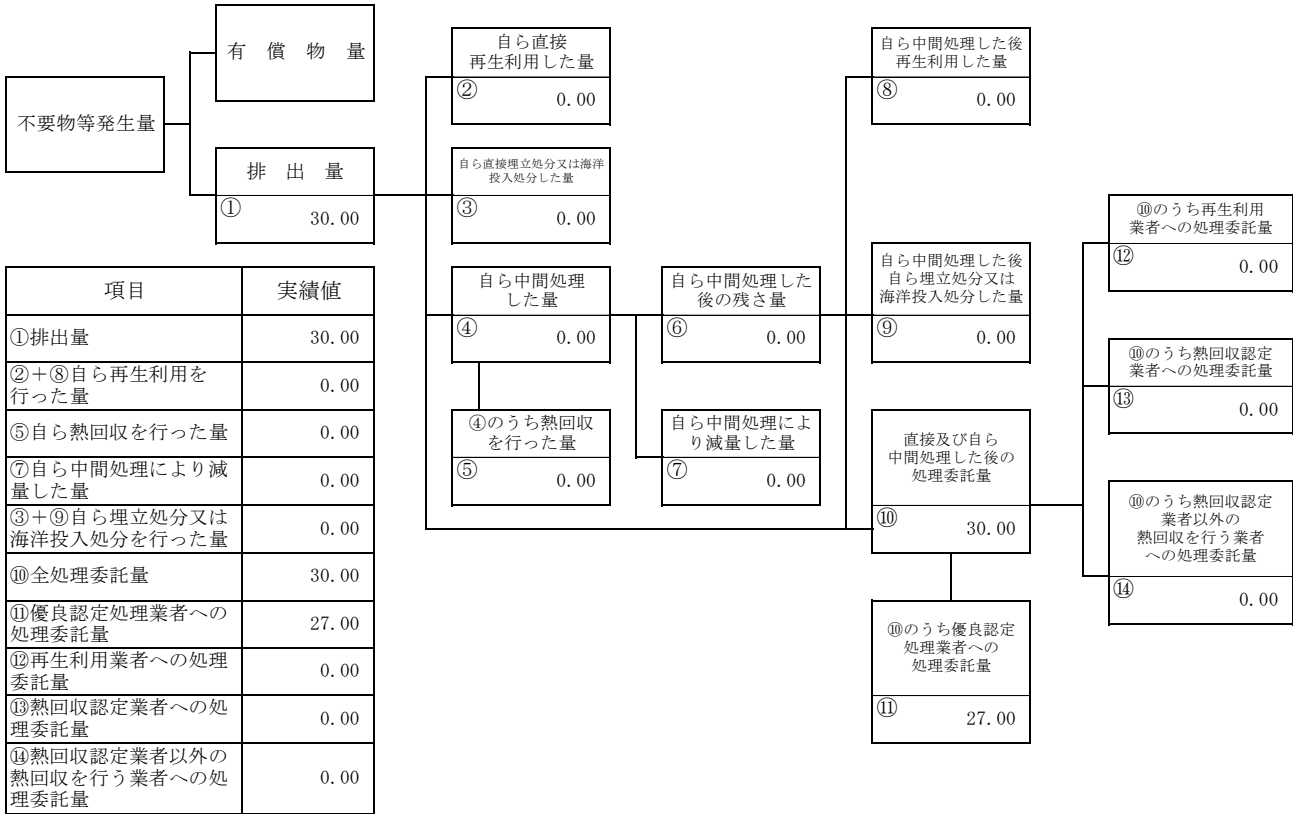 有償物量
不要物等発生量
排出量
①
30.00
自ら直接
再生利用した量
②
0.00
自ら直接埋立処分又は海洋
投入処分した量
③
0.00
自ら中間処理
した量
④
0.00
④のうち熱回収
を行った量
⑤
0.00
自ら中間処理した
後の残さ量
⑥
0.00
自ら中間処理によ
り減量した量
⑦
0.00
自ら中間処理した後
再生利用した量
⑧
0.00
自ら中間処理した後
自ら埋立処分又は
海洋投入処分した量
⑨
0.00
直接及び自ら
中間処理した後の
処理委託量
⑩
30.00
⑩のうち優良認定
処理業者への
処理委託量
⑪
27.00
⑩のうち再生利用
業者への処理委託量
⑫
0.00
⑩のうち熱回収認定
業者への処理委託量
⑬
0.00
⑩のうち熱回収認定
業者以外の
熱回収を行う業者
への処理委託量
⑭
0.00
項目 実績値
①排出量 30.00
②＋⑧自ら再生利用を
行った量 0.00
⑤自ら熱回収を行った量 0.00
⑦自ら中間処理により減
量した量 0.00
③＋⑨自ら埋立処分又は
海洋投入処分を行った量 0.00
⑩全処理委託量 30.00
⑪優良認定処理業者への
処理委託量 27.00
⑫再生利用業者への処理
委託量 0.00
⑬熱回収認定業者への処
理委託量 0.00
⑭熱回収認定業者以外の
熱回収を行う業者への処
理委託量 0.00